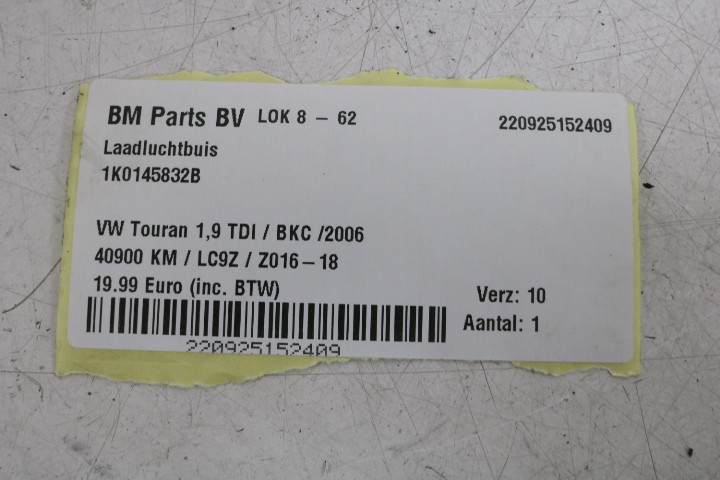 BM Parts BV LOK 8 - 62 220925152409
Laadluchtbuis
1K0145832B
VW Touran 1,9 TDI / BKC /2006
40900 KM / LC9Z / Z016-18
19.99 Euro (inc. BTW)
Verz: 10
Aantal: 1
220925152409